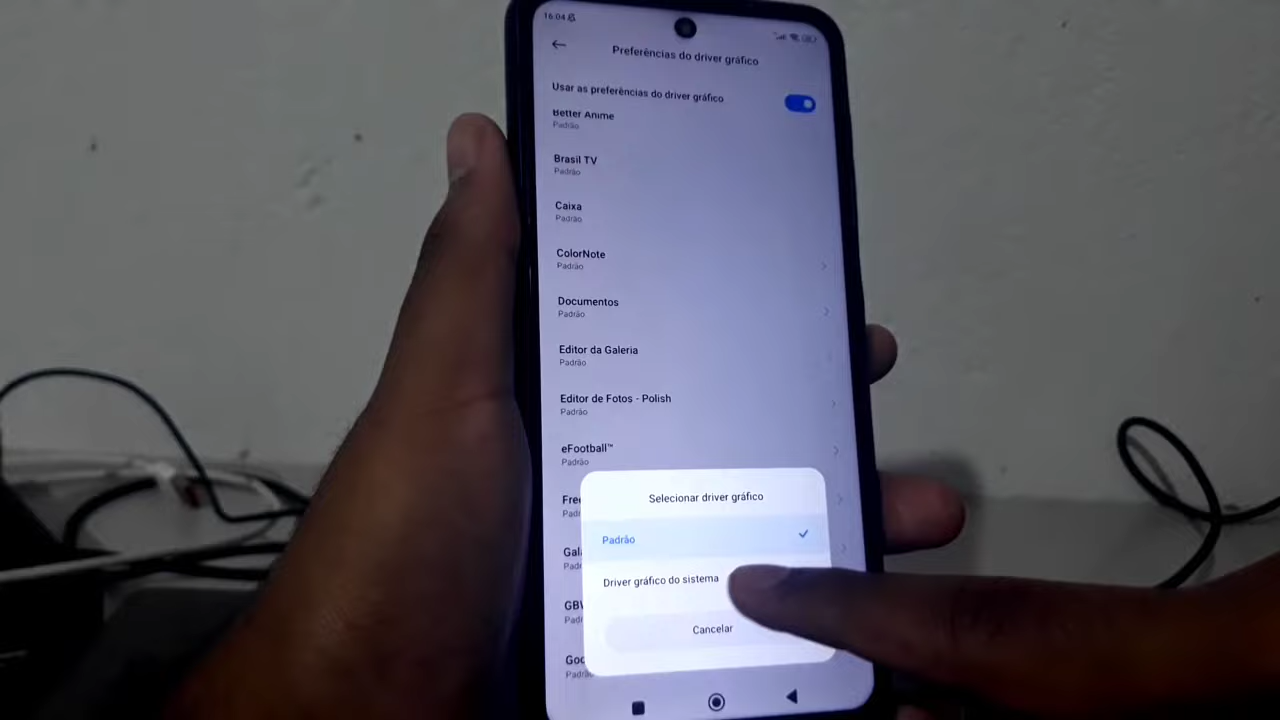 16:04
Preferências do driver gráfico
Usar as preferências do driver gráfico
Better Anime
Padrão
Brasil TV
Padrão
Caixa
Padrão
ColorNote
Padrão
Documentos
Padrão
Editor da Galeria
Padrão
Editor de Fotos - Polish
Padrão
eFootball™
Padrão
Selecionar driver gráfico
Padrão
Driver gráfico do sistema
Cancelar
Padrão